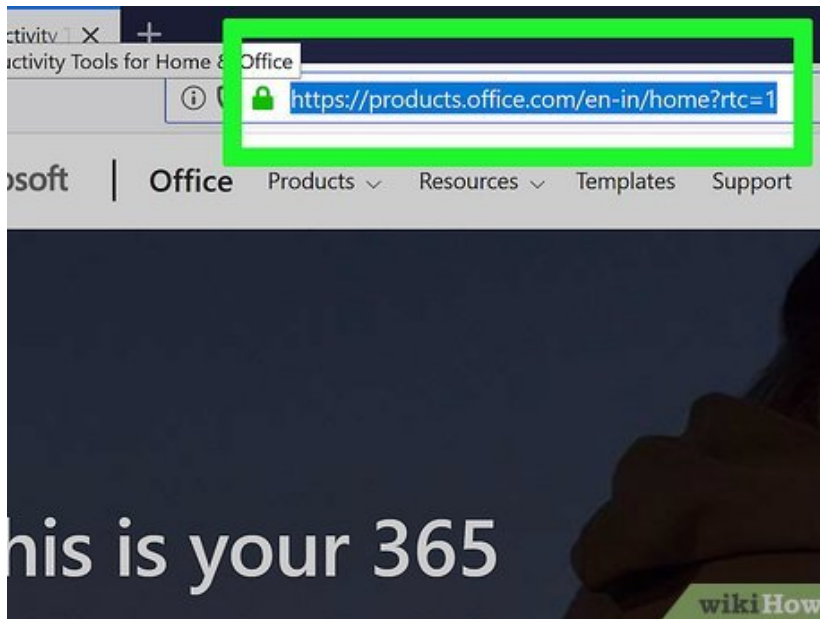 ctivity T
uctivity Tools for Home & Office
https://products.office.com/en-in/home?rtc=1
osoft | Office Products Resources Templates Support
his is your 365
wikiHow